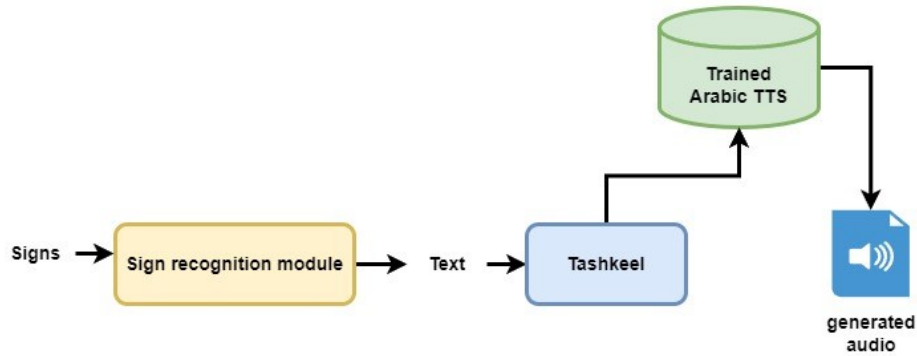 Signs
Sign recognition module
Text
Tashkeel
Trained
Arabic TTS
generated
audio